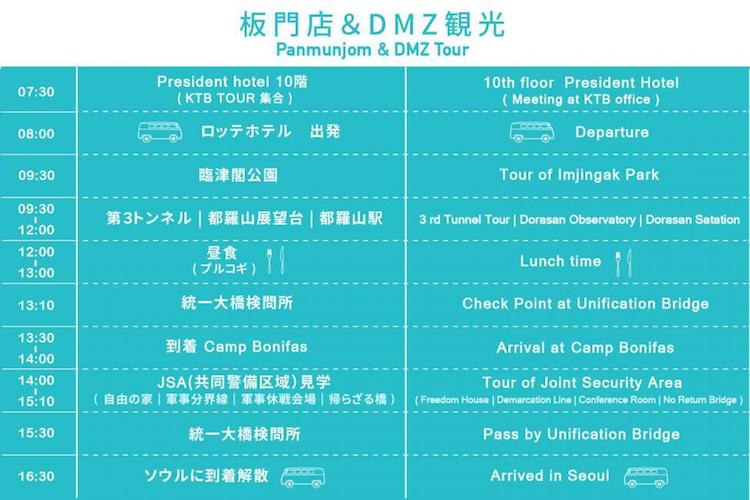 板門店&DMZ観光
Panmunjom & DMZ Tour
07:30
President hotel 10階
( KTB TOUR 集合 )
10th floor President Hotel
( Meeting at KTB office )
08:00
ロッテホテル 出発
Departure
09:30
臨津閣公園
Tour of Imjingak Park
09:30
12:00
第3トンネル | 都羅山展望台 | 都羅山駅
3 rd Tunnel Tour | Dorasan Observatory | Dorasan Satation
12:00
13:00
昼食
( プルコギ )
Lunch time
13:10
統一大橋検問所
Check Point at Unification Bridge
13:30
14:00
到着 Camp Bonifas
Arrival at Camp Bonifas
14:00
15:10
JSA(共同警備区域)見学
( 自由の家 | 軍事分界線 | 軍事休戦会場 | 帰らざる橋 )
Tour of Joint Security Area
( Freedom House | Demarcation Line | Conference Room | No Return Bridge )
15:30
統一大橋検問所
Pass by Unification Bridge
16:30
ソウルに到着解散
Arrived in Seoul